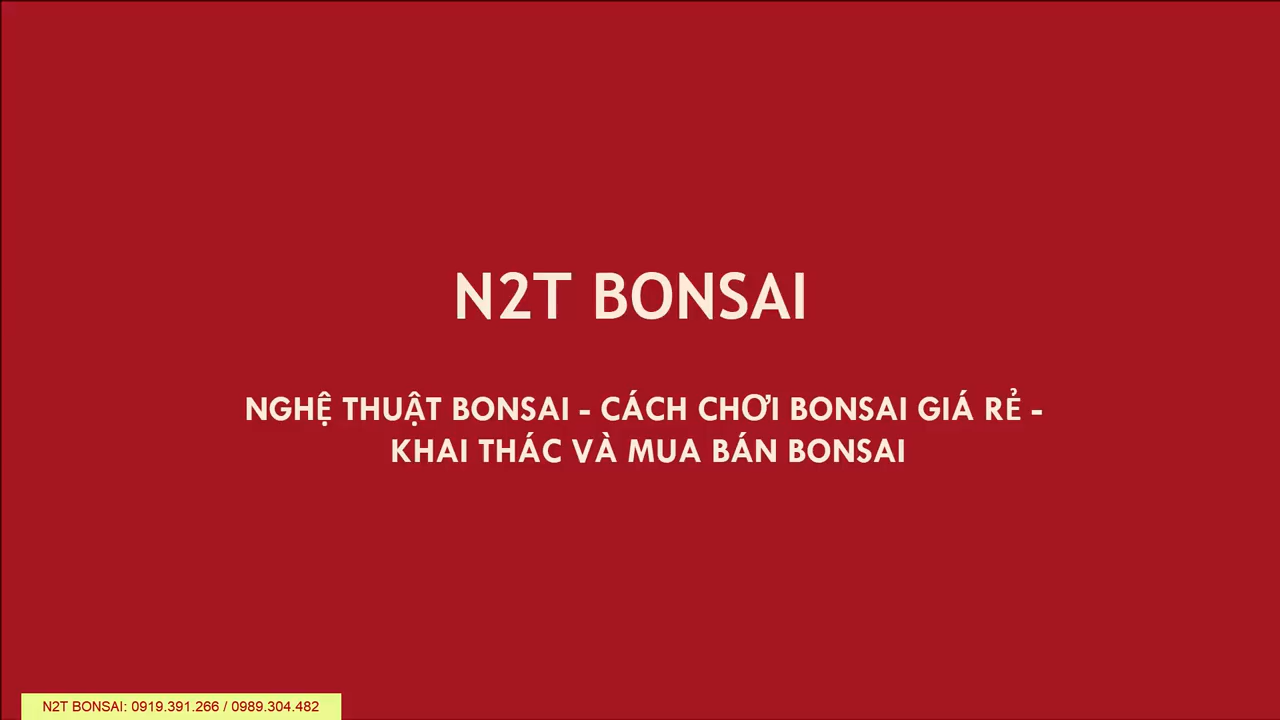 N2T BONSAI
NGHỆ THUẬT BONSAI - CÁCH CHƠI BONSAI GIÁ RẺ -
KHAI THÁC VÀ MUA BÁN BONSAI
N2T BONSAI: 0919.391.266 / 0989.304.482